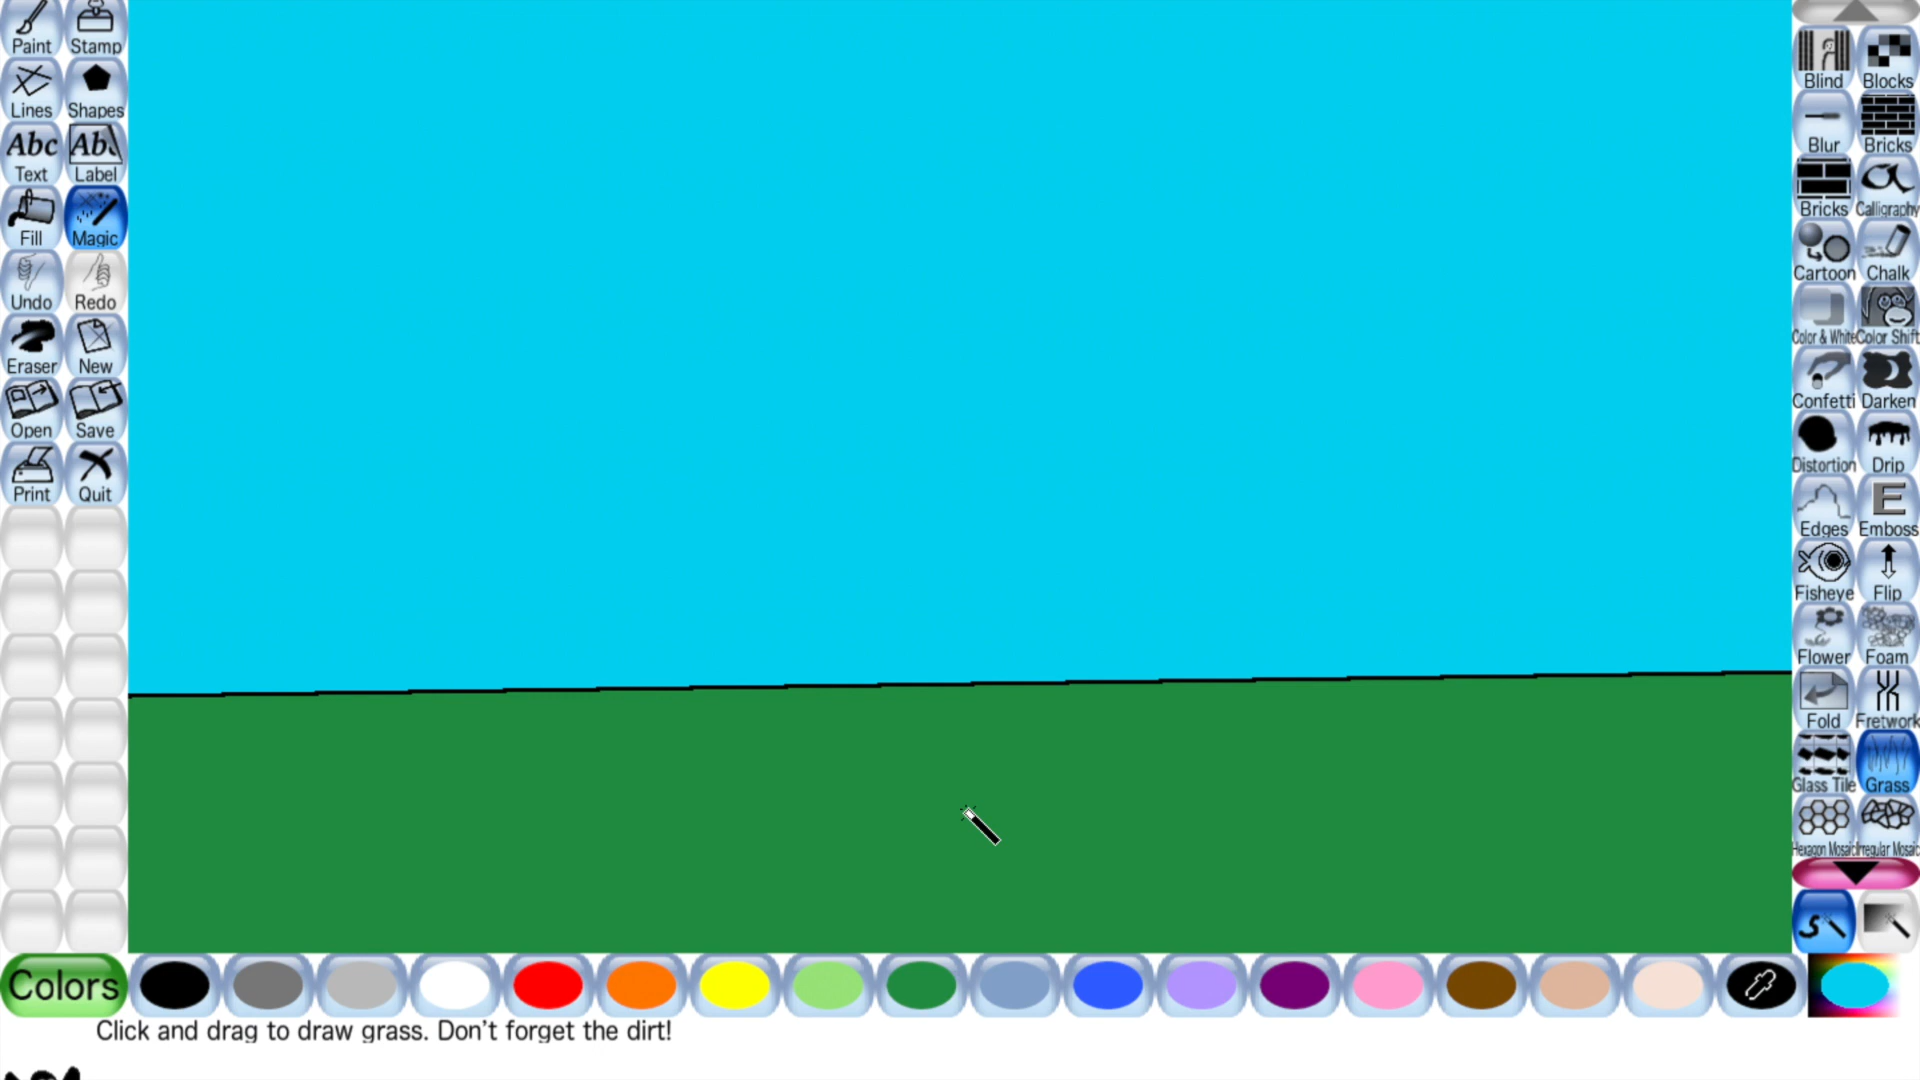 Paint Stamp
Lines Shapes
Abc Abc
Text Label
Fill Magic
Undo Redo
Eraser New
Open Save
Print Quit
Blind Blocks
Blur Bricks
Bricks Calligraphy
Cartoon Chalk
Color & White Color Shift
Confetti Darken
Distortion Drip
E
Edges Emboss
Fisheye Flip
Flower Foam
Fold Fretwork
Glass Tile Grass
Hexagon Mosaic Irregular Mosaic
Colors
Click and drag to draw grass. Don't forget the dirt!